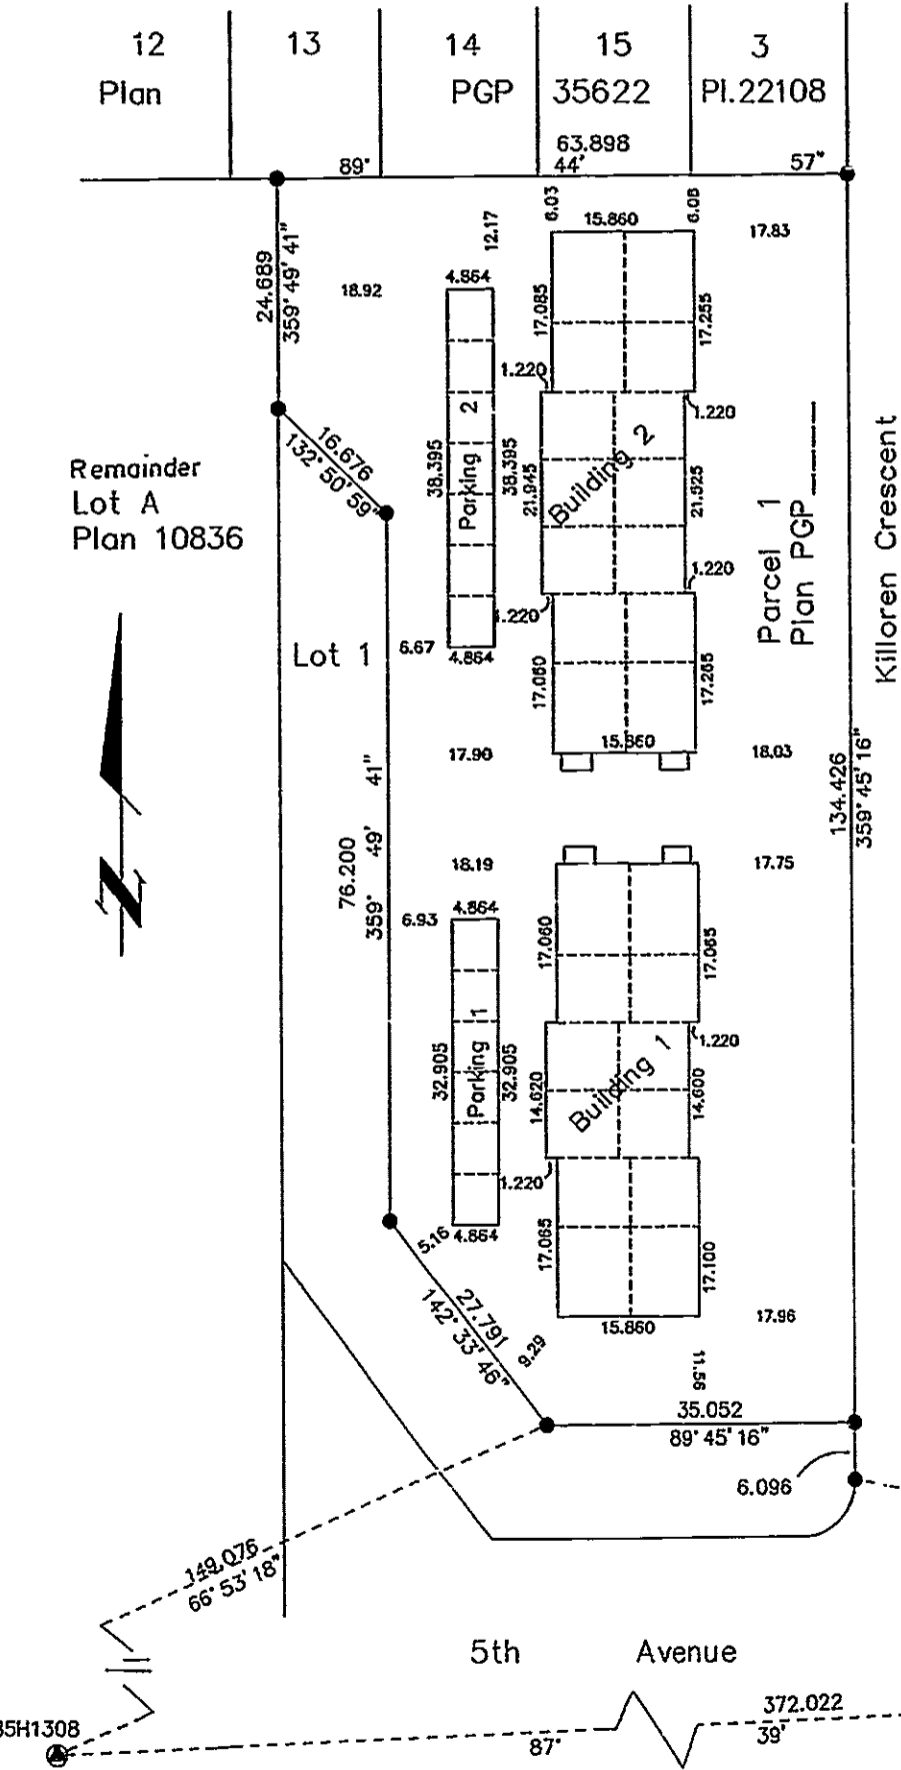 12
13
14
15
3
Plan
PGP
35622
Pl.22108
63.898
89°
44'
57"
6.03
15.860
6.08
17.83
12.17
24.689
359° 49' 41"
18.92
4.864
17.085
17.255
1.220
1.220
16.676
132° 50' 59"
Remainder
Lot A
Plan 10836
38.395
Parking 2
38.395
21.945
Building 2
21.525
Parcel 1
Plan PGP
Killoren Crescent
1.220
1.220
Lot 1
6.67
4.864
17.060
17.265
15.860
17.90
18.03
134.426
359° 45' 16"
76.200
359° 49' 41"
N
18.19
17.75
6.93
4.864
17.060
17.065
32.905
Parking 1
32.905
14.620
Building 1
14.600
1.220
1.220
5.16
4.864
17.065
17.100
27.791
142° 33' 46"
15.860
17.96
9.29
11.56
35.052
89° 45' 16"
6.096
149.076
66° 53' 18"
5th Avenue
85H1308
372.022
87°
39'